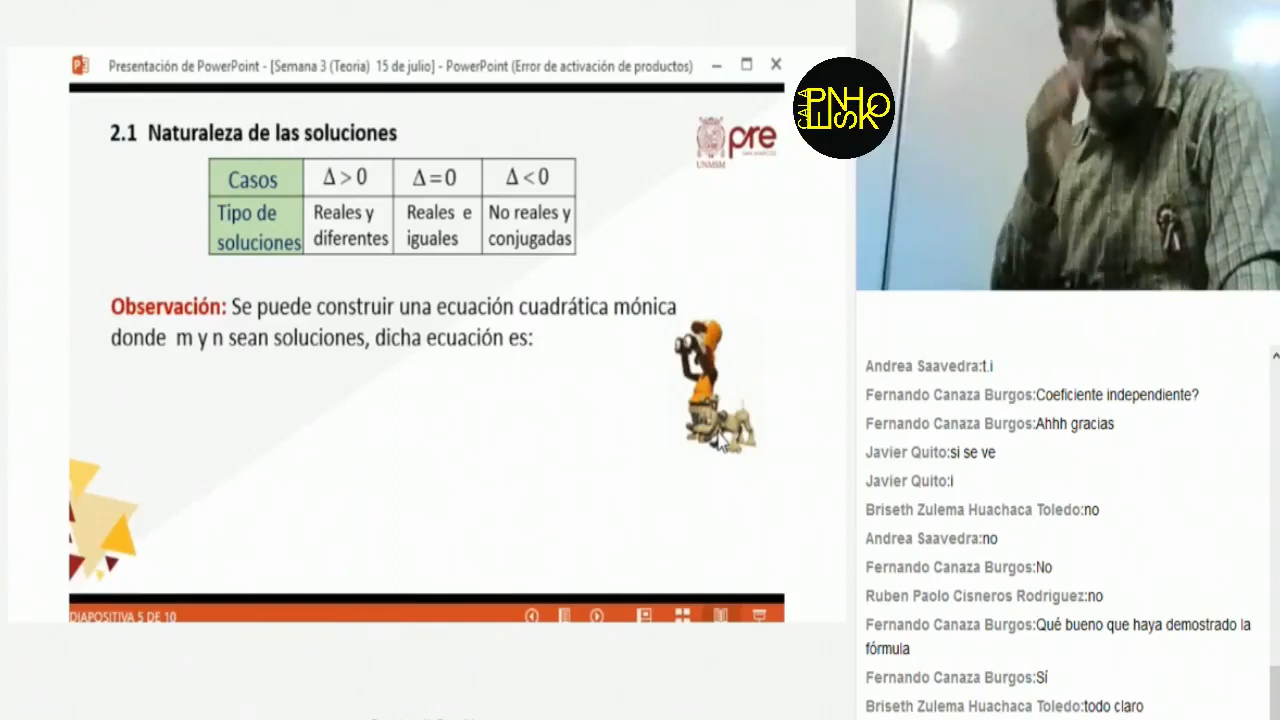 Presentación de PowerPoint - [Semana 3 (Teoria) 15 de julio] - PowerPoint (Error de activación de productos)
2.1 Naturaleza de las soluciones
UNMSM
pre
Casos
Δ > 0
Δ = 0
Δ < 0
Tipo de
soluciones
Reales y
diferentes
Reales e
iguales
No reales y
conjugadas
Observación: Se puede construir una ecuación cuadrática mónica
donde m y n sean soluciones, dicha ecuación es:
DIAPOSITIVA 5 DE 10
Andrea Saavedra:t.i
Fernando Canaza Burgos:Coeficiente independiente?
Fernando Canaza Burgos:Ahhh gracias
Javier Quito:si se ve
Javier Quito:i
Briseth Zulema Huachaca Toledo:no
Andrea Saavedra:no
Fernando Canaza Burgos:No
Ruben Paolo Cisneros Rodriguez:no
Fernando Canaza Burgos:Qué bueno que haya demostrado la
fórmula
Fernando Canaza Burgos:Sí
Briseth Zulema Huachaca Toledo:todo claro